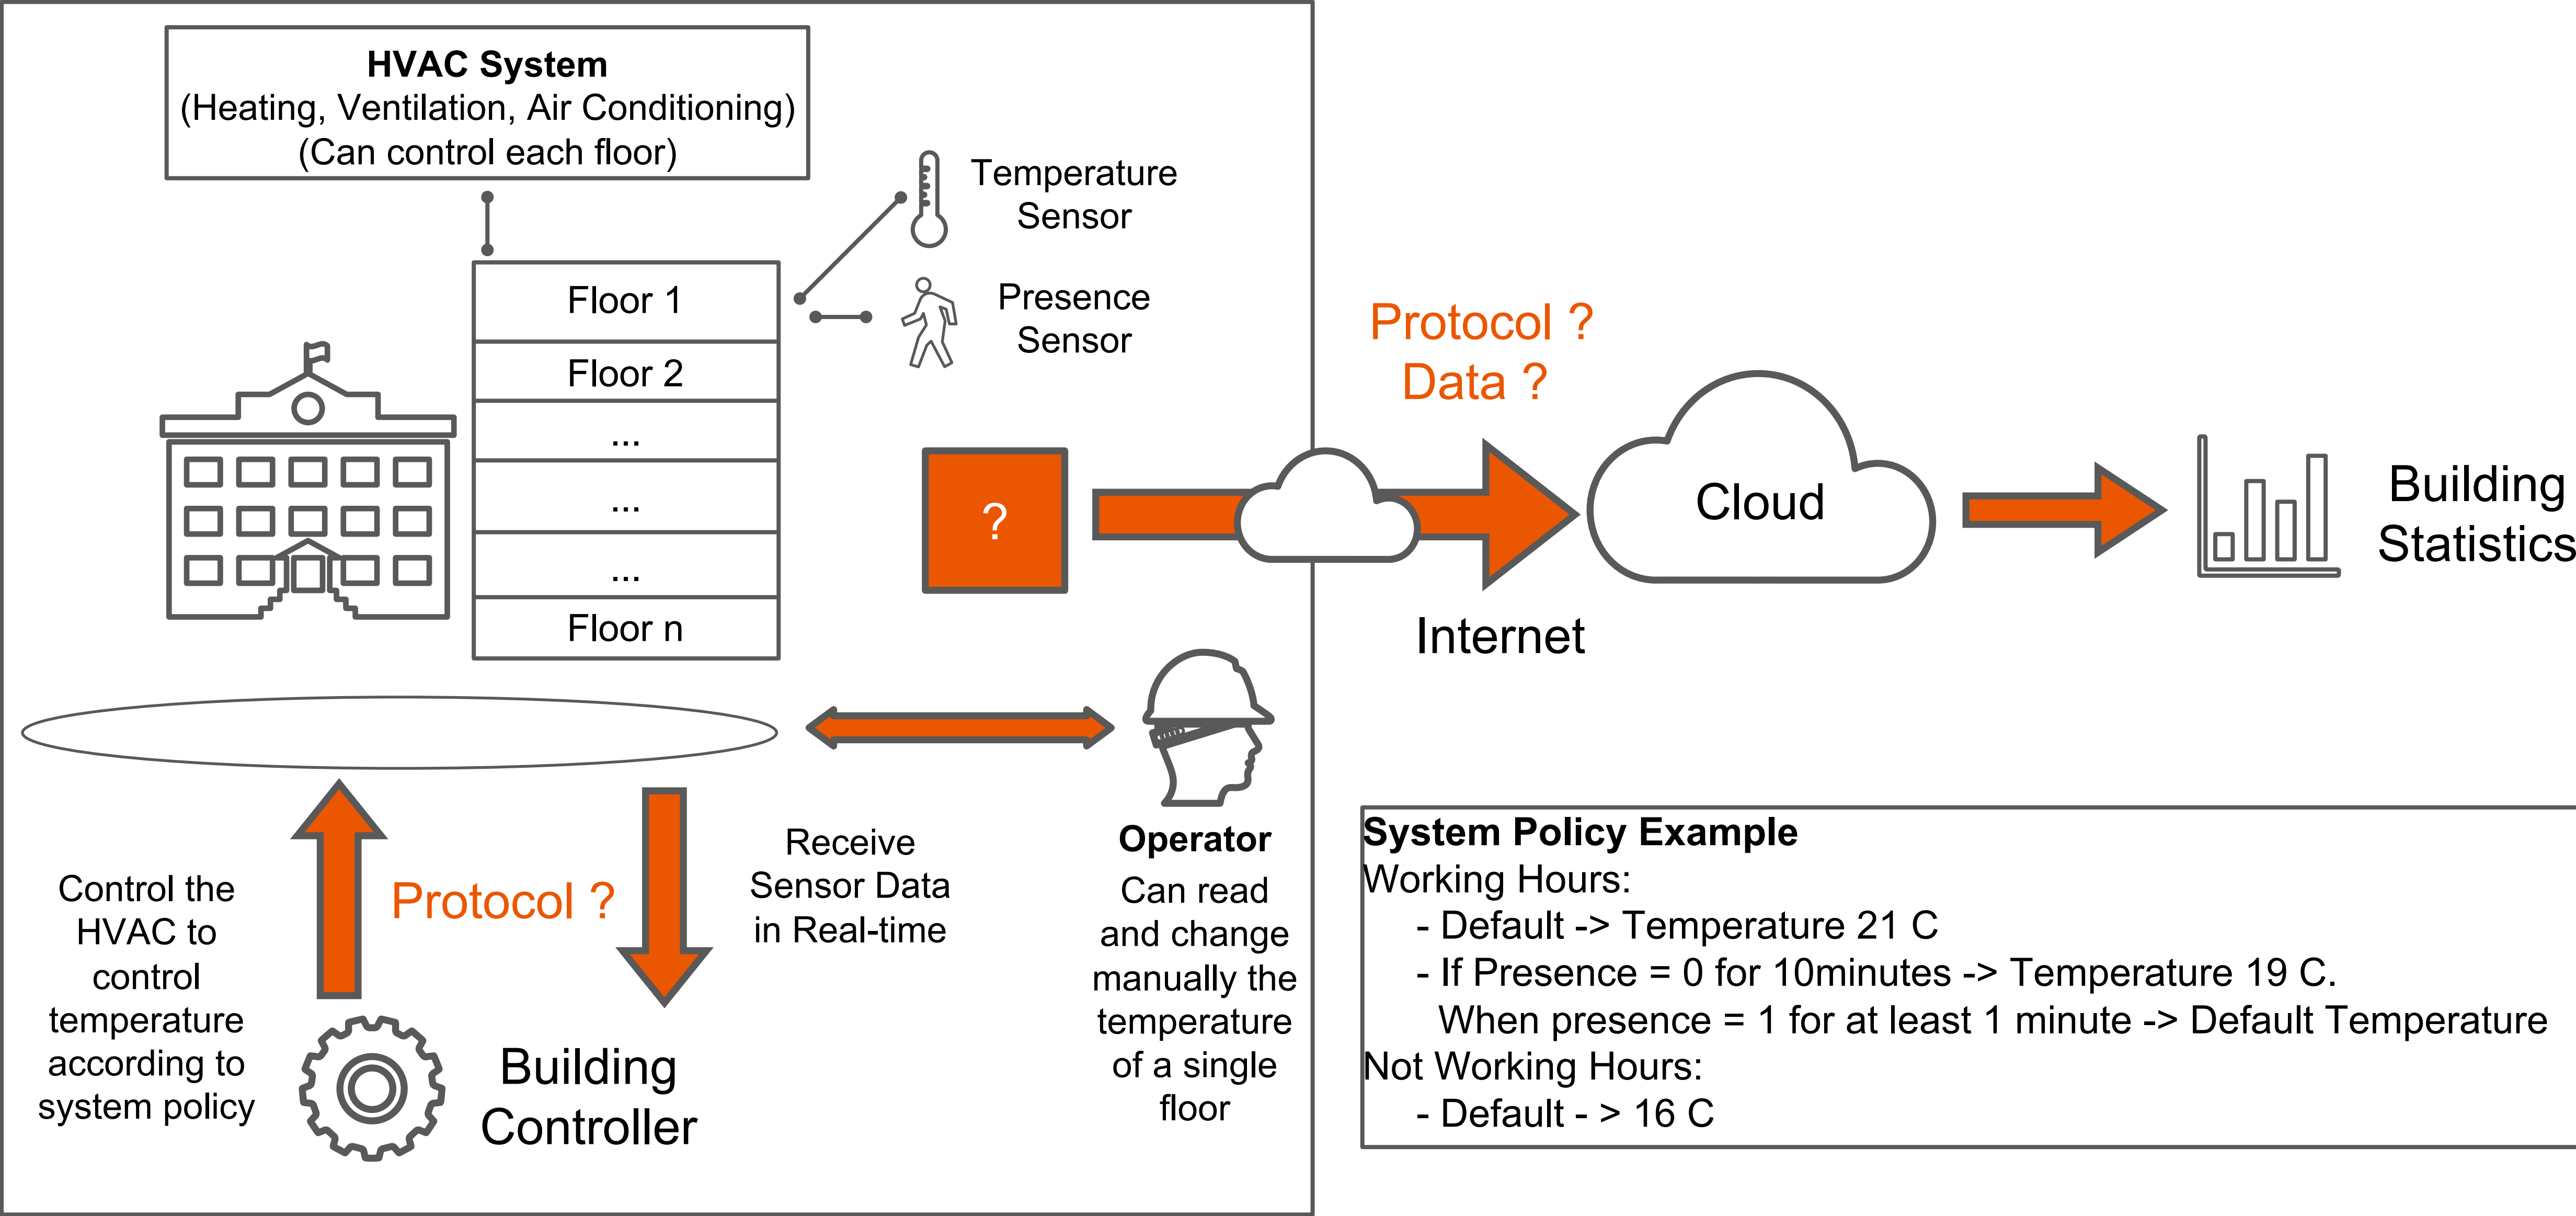 HVAC System
(Heating, Ventilation, Air Conditioning)
(Can control each floor)
Temperature
Sensor
Presence
Sensor
Floor 1
Floor 2
...
...
...
Floor n
?
Protocol ?
Data ?
Internet
Cloud
Building
Statistics
Control the
HVAC to
control
temperature
according to
system policy
Protocol ?
Receive
Sensor Data
in Real-time
Building
Controller
Operator
Can read
and change
manually the
temperature
of a single
floor
System Policy Example
Working Hours:
- Default -> Temperature 21 C
- If Presence = 0 for 10minutes -> Temperature 19 C.
When presence = 1 for at least 1 minute -> Default Temperature
Not Working Hours:
- Default - > 16 C